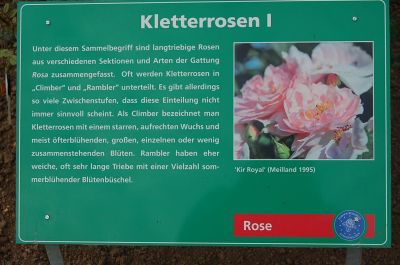 Kletterrosen I
Unter diesem Sammelbegriff sind langtriebige Rosen
aus verschiedenen Sektionen und Arten der Gattung
Rosa zusammengefasst. Oft werden Kletterrosen in
„Climber“ und „Rambler“ unterteilt. Es gibt allerdings
so viele Zwischenstufen, dass diese Einteilung nicht
immer sinnvoll scheint. Als Climber bezeichnet man
Kletterrosen mit einem starren, aufrechten Wuchs und
meist öfterblühenden, großen, einzelnen oder wenig
zusammenstehenden Blüten. Rambler haben eher
weiche, oft sehr lange Triebe mit einer Vielzahl som-
merblühender Blütenbüschel.
'Kir Royal' (Meilland 1995)
Rose